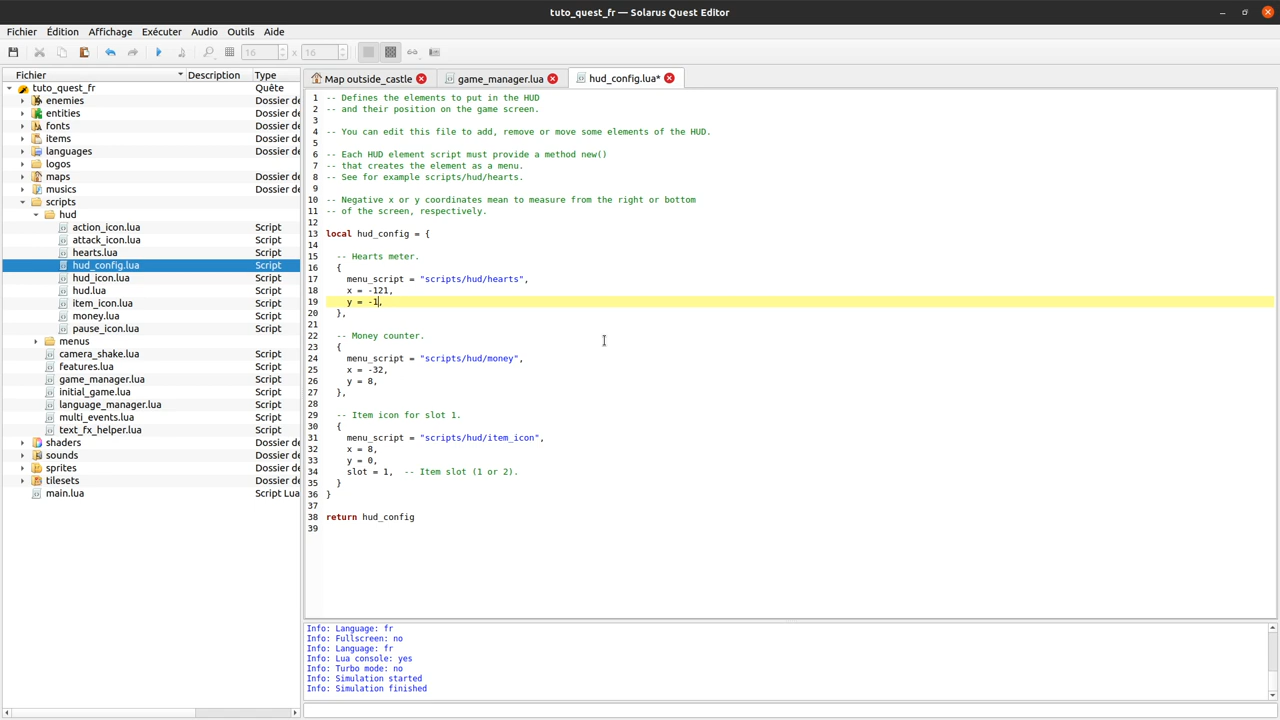 tuto_quest_fr — Solarus Quest Editor
Fichier Édition Affichage Exécuter Audio Outils Aide
16 x 16
Fichier Description Type
tuto_quest_fr Quête
enemies Dossier de
entities Dossier de
fonts Dossier de
items Dossier de
languages Dossier de
logos
maps Dossier de
musics Dossier de
scripts
hud
action_icon.lua Script
attack_icon.lua Script
hearts.lua Script
hud_config.lua Script
hud_icon.lua Script
hud.lua Script
item_icon.lua Script
money.lua Script
pause_icon.lua Script
menus
camera_shake.lua Script
features.lua Script
game_manager.lua Script
initial_game.lua Script
language_manager.lua Script
multi_events.lua Script
text_fx_helper.lua Script
shaders Dossier de
sounds Dossier de
sprites Dossier de
tilesets Dossier de
main.lua Script Lua
Map outside_castle game_manager.lua hud_config.lua*
1 -- Defines the elements to put in the HUD
2 -- and their position on the game screen.
3
4 -- You can edit this file to add, remove or move some elements of the HUD.
5
6 -- Each HUD element script must provide a method new()
7 -- that creates the element as a menu.
8 -- See for example scripts/hud/hearts.
9
10 -- Negative x or y coordinates mean to measure from the right or bottom
11 -- of the screen, respectively.
12
13 local hud_config = {
14
15 -- Hearts meter.
16 {
17 menu_script = "scripts/hud/hearts",
18 x = -121,
19 y = -1,
20 },
21
22 -- Money counter.
23 {
24 menu_script = "scripts/hud/money",
25 x = -32,
26 y = 8,
27 },
28
29 -- Item icon for slot 1.
30 {
31 menu_script = "scripts/hud/item_icon",
32 x = 8,
33 y = 0,
34 slot = 1, -- Item slot (1 or 2).
35 }
36 }
37
38 return hud_config
39
Info: Language: fr
Info: Fullscreen: no
Info: Language: fr
Info: Lua console: yes
Info: Turbo mode: no
Info: Simulation started
Info: Simulation finished